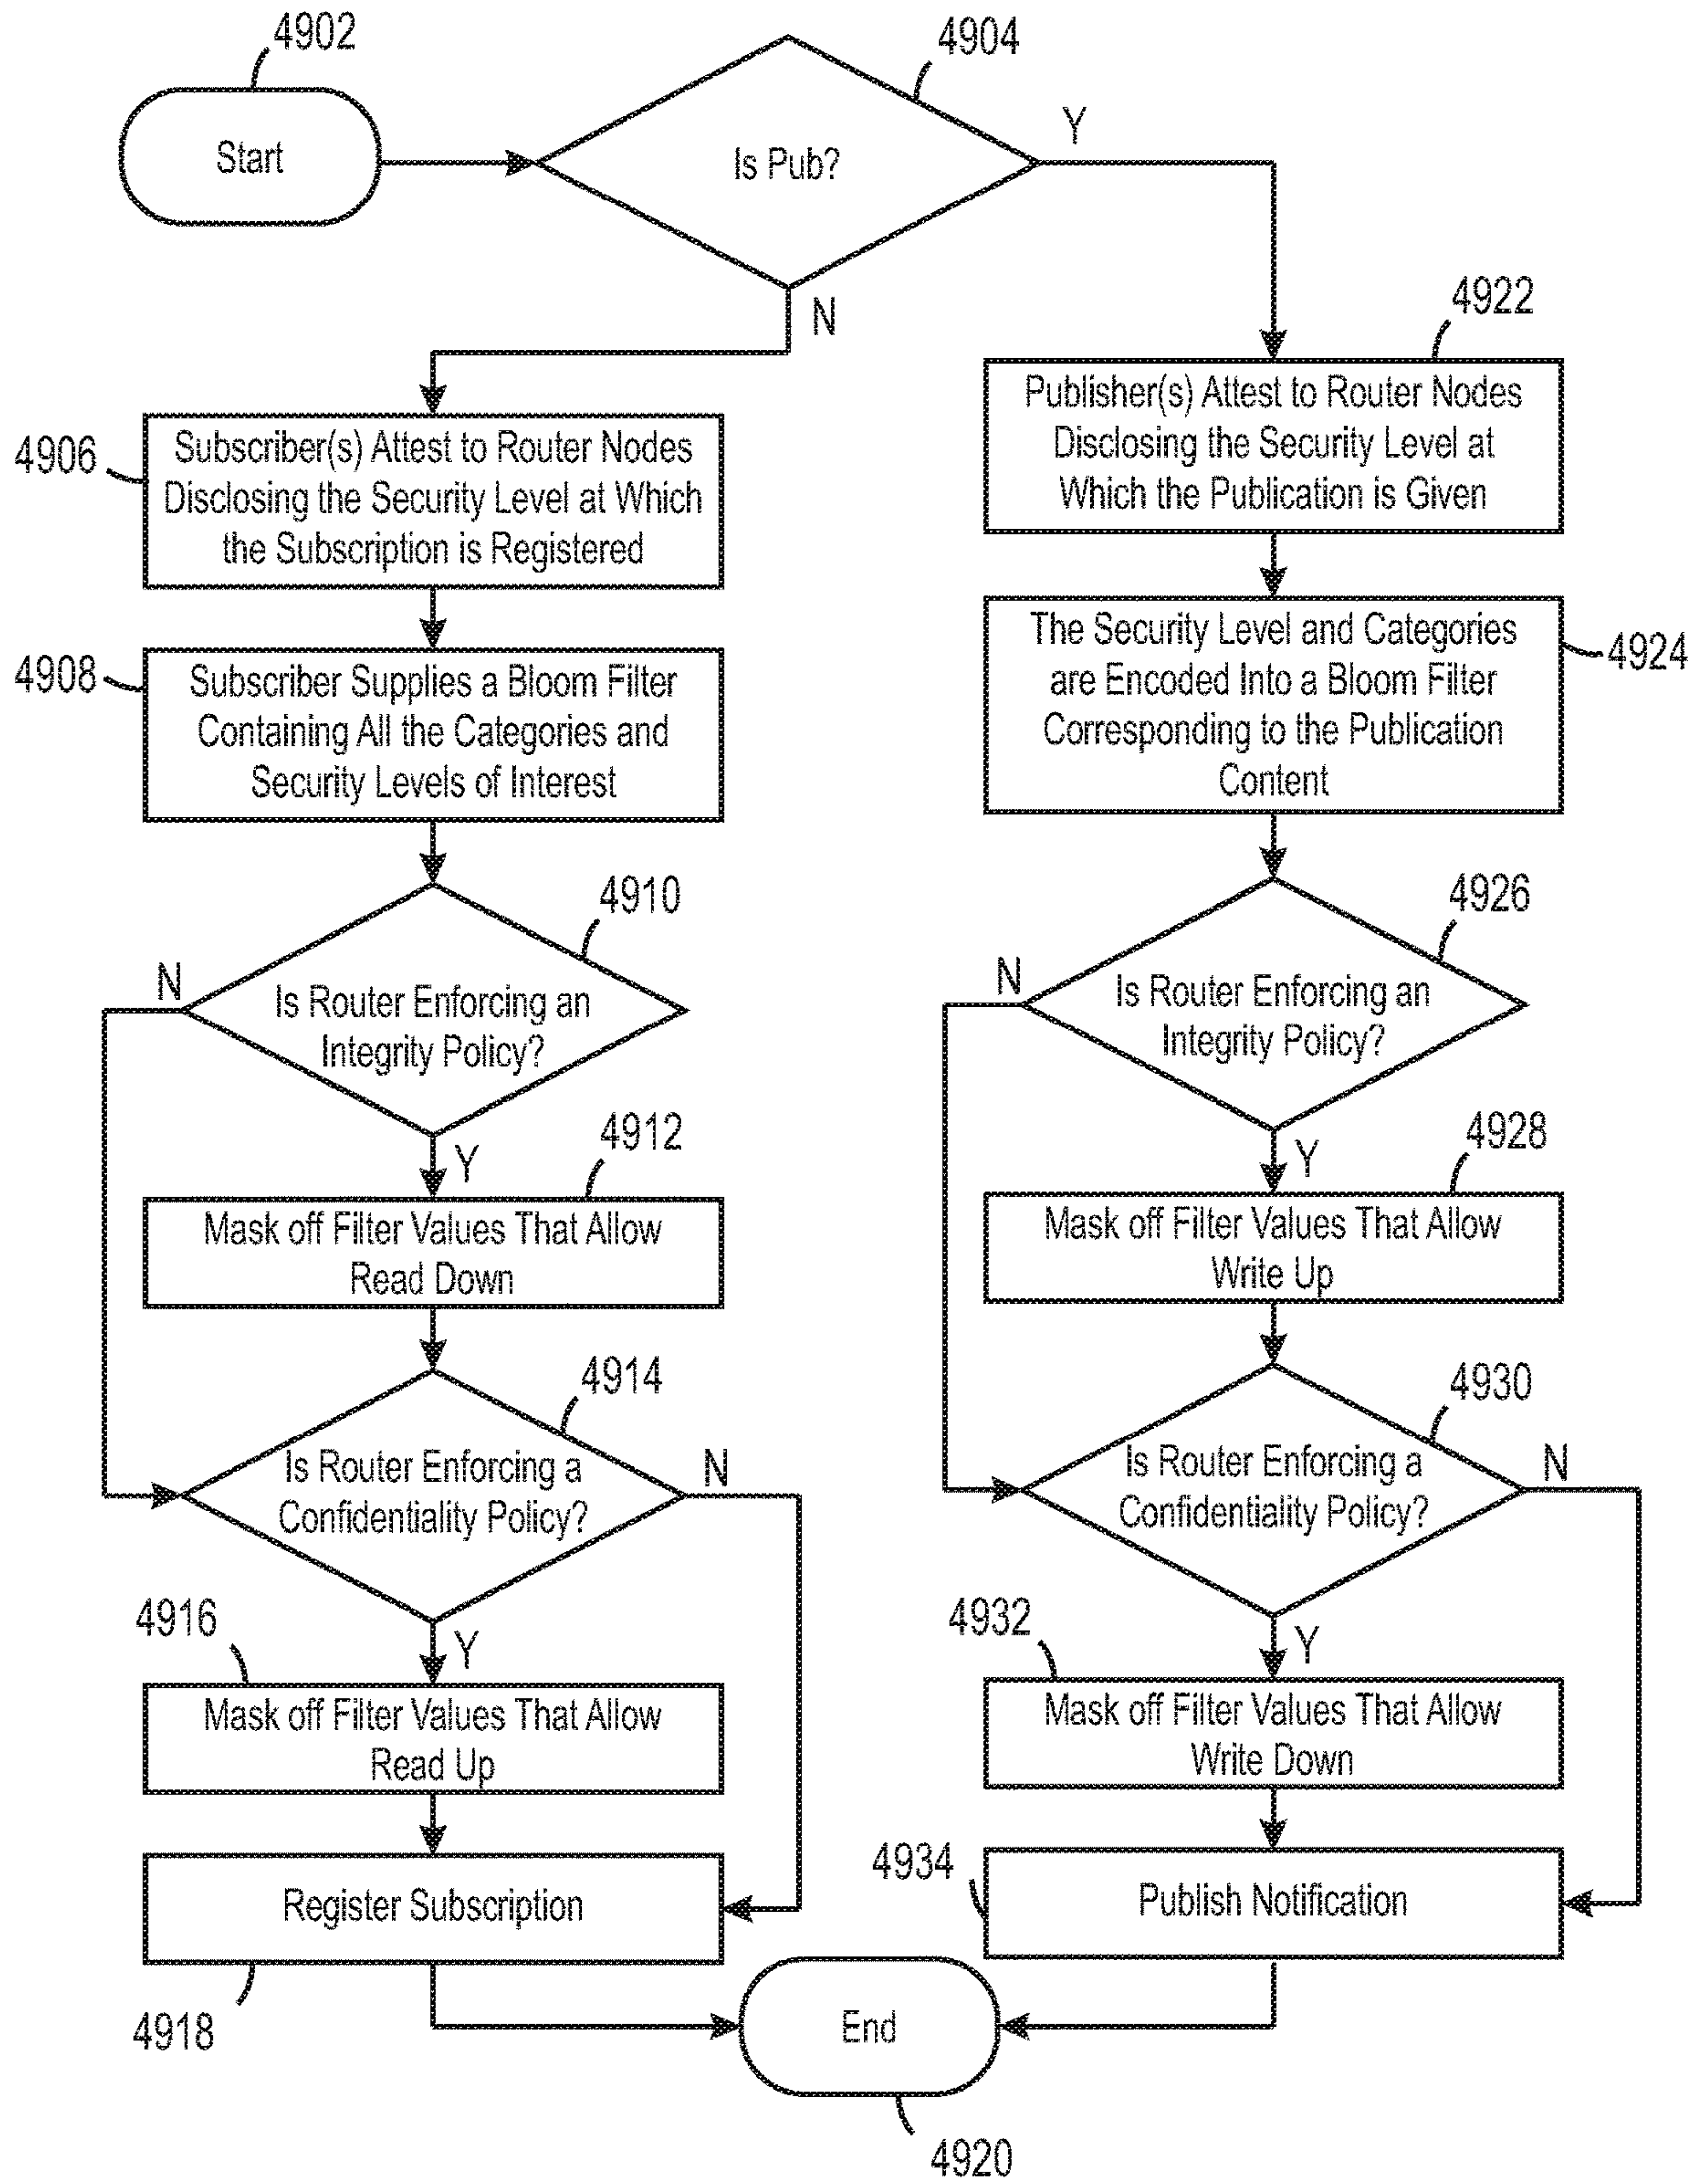 4902
4904
Start
Is Pub?
Y
N
4922
Publisher(s) Attest to Router Nodes
Disclosing the Security Level at
Which the Publication is Given
4906
Subscriber(s) Attest to Router Nodes
Disclosing the Security Level at Which
the Subscription is Registered
4924
The Security Level and Categories
are Encoded Into a Bloom Filter
Corresponding to the Publication
Content
4908
Subscriber Supplies a Bloom Filter
Containing All the Categories and
Security Levels of Interest
4910
N
Is Router Enforcing an
Integrity Policy?
Y
4926
N
Is Router Enforcing an
Integrity Policy?
Y
4912
Mask off Filter Values That Allow
Read Down
4928
Mask off Filter Values That Allow
Write Up
4914
Is Router Enforcing a
Confidentiality Policy?
N
Y
4930
Is Router Enforcing a
Confidentiality Policy?
N
Y
4916
Mask off Filter Values That Allow
Read Up
4932
Mask off Filter Values That Allow
Write Down
Register Subscription
4918
4934
Publish Notification
End
4920